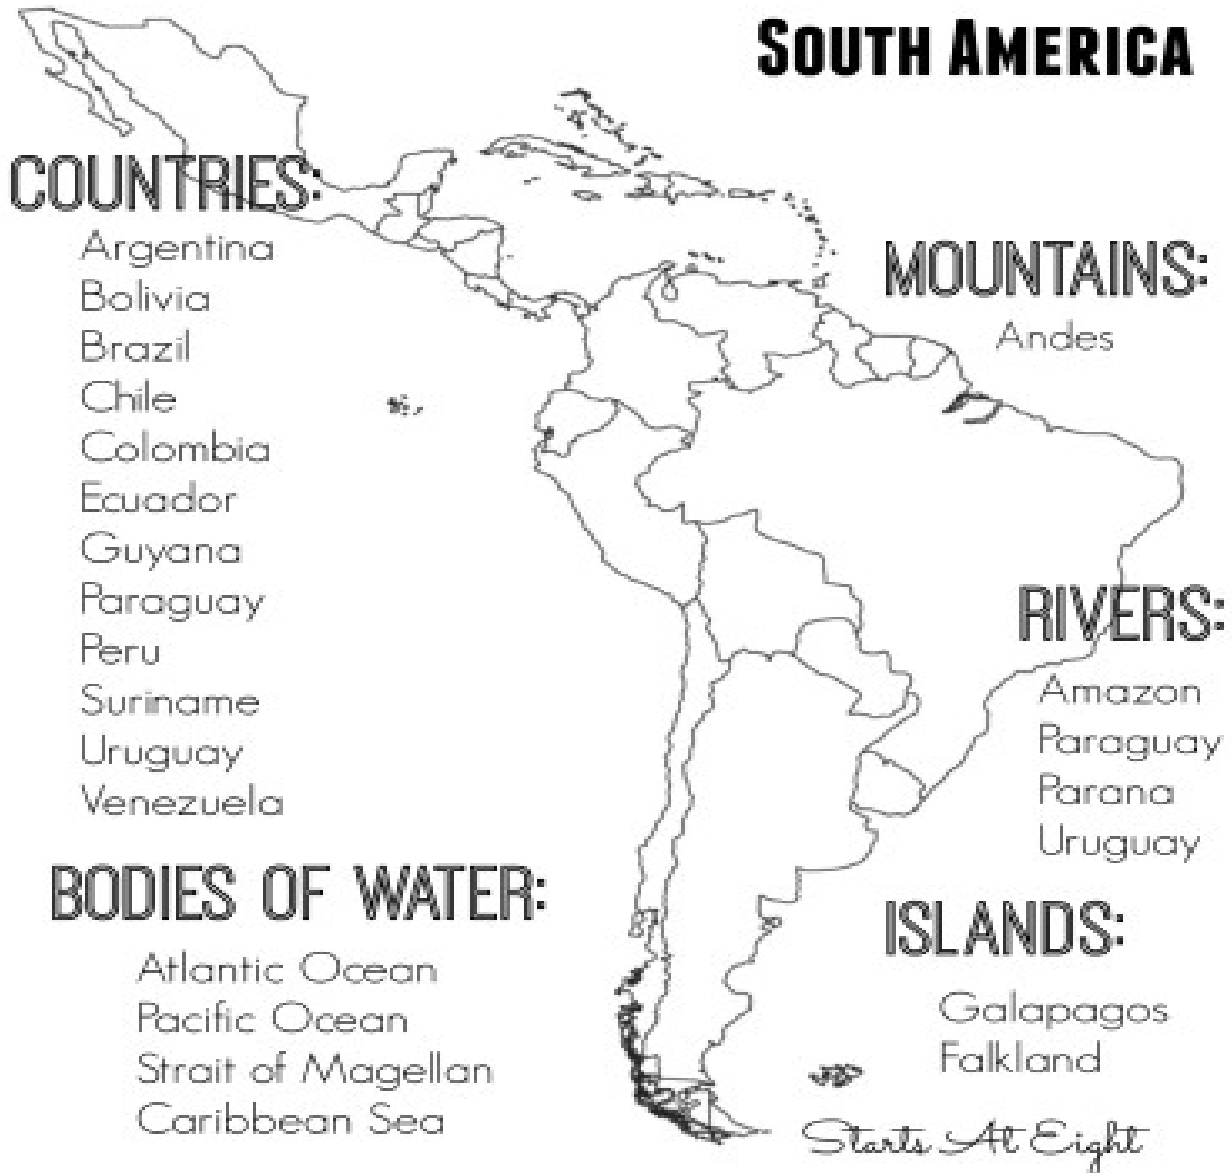 SOUTH AMERICA
COUNTRIES:
Argentina
Bolivia
Brazil
Chile
Colombia
Ecuador
Guyana
Paraguay
Peru
Suriname
Uruguay
Venezuela
BODIES OF WATER:
Atlantic Ocean
Pacific Ocean
Strait of Magellan
Caribbean Sea
MOUNTAINS:
Andes
RIVERS:
Amazon
Paraguay
Parana
Uruguay
ISLANDS:
Galapagos
Falkland
Starts At Eight